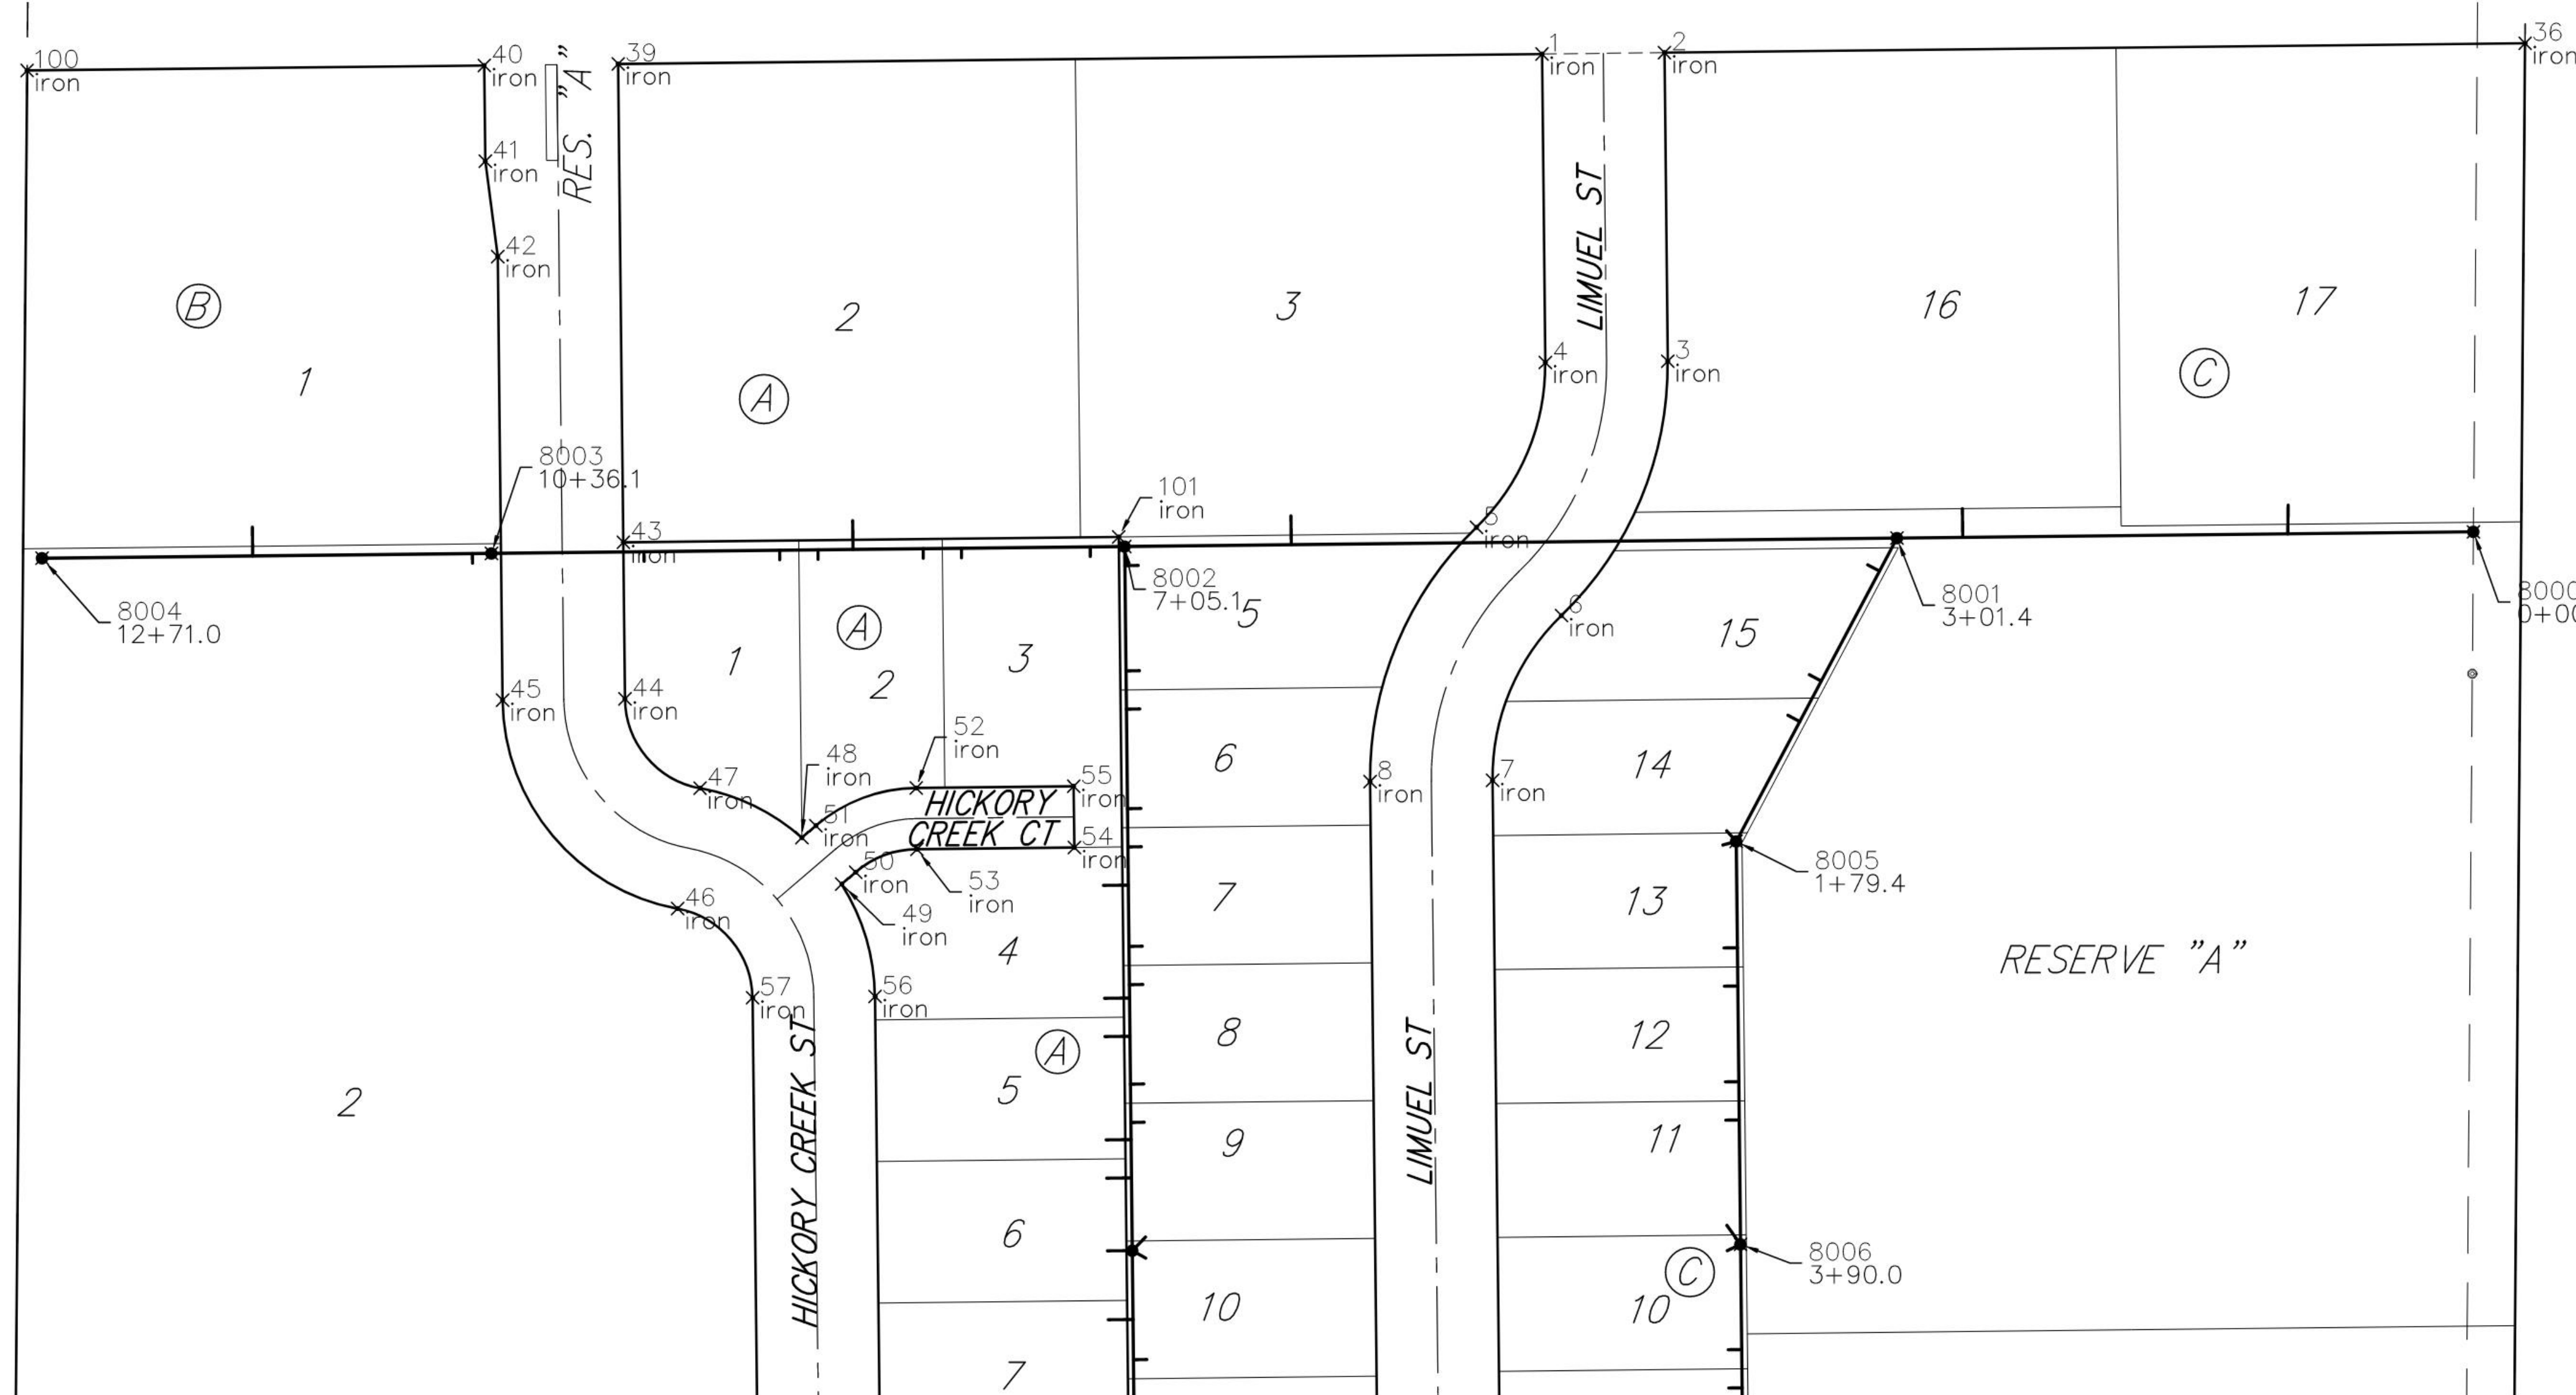 100
iron
40
iron
RES. "A"
39
iron
1
iron
2
iron
36
iron
41
iron
42
iron
LIMUEL ST
B
1
A
2
3
4
iron
3
iron
16
17
C
8003
10+36.1
43
iron
101
iron
5
iron
8004
12+71.0
8002
7+05.1
5
6
iron
8001
3+01.4
8000
0+00
15
45
iron
44
iron
1
A
2
3
47
iron
48
iron
52
iron
51
iron
55
iron
HICKORY
CREEK CT
54
iron
50
iron
53
iron
49
iron
46
iron
57
iron
56
iron
6
8
iron
7
iron
14
8005
1+79.4
7
13
4
RESERVE "A"
2
HICKORY CREEK ST
A
5
8
LIMUEL ST
12
9
11
6
8006
3+90.0
C
10
10
7